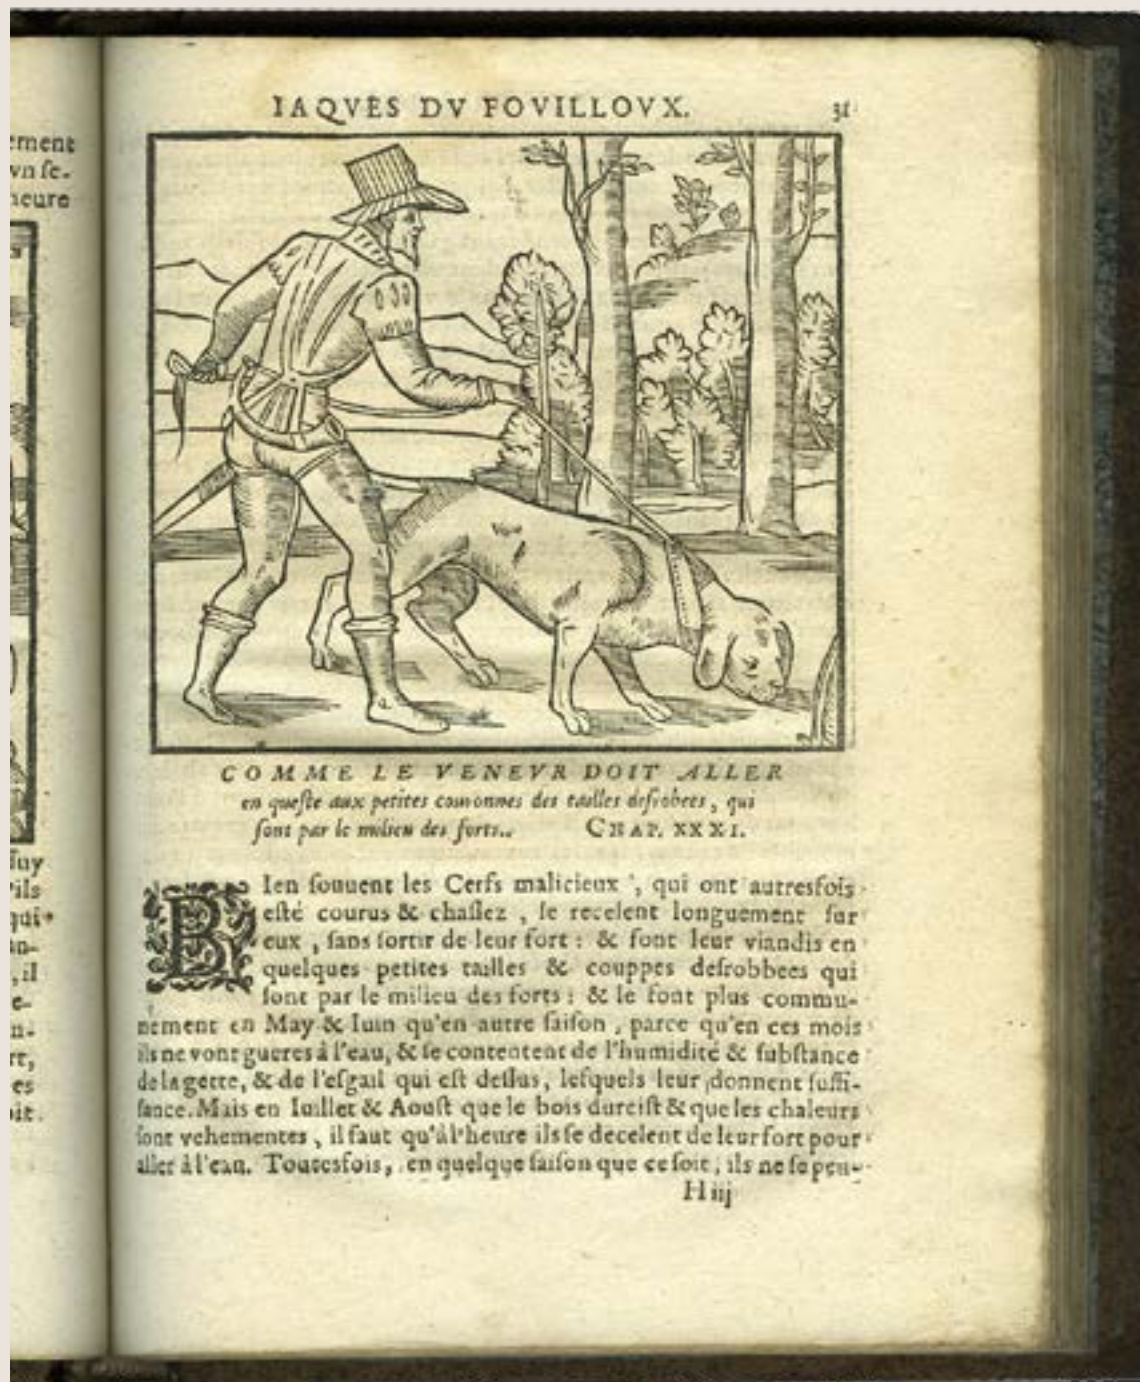 ement
vn se-
heure
suy
ils
qui
an-
, il
e-
n-
rt,
es
oit.
IAQVES DV FOVILLOVX.
31
COMME LE VENEVR DOIT ALLER
en queste aux petites couronnes des tailles desrobees, qui
sont par le milieu des forts.. CHAP. XXXI.
BIen souuent les Cerfs malicieux, qui ont autresfois
esté courus & chassez, se recelent longuement sur
eux, sans sortir de leur fort : & font leur viandis en
quelques petites tailles & couppes desrobbees qui
sont par le milieu des forts : & le font plus commu-
nement en May & Iuin qu'en autre saison, parce qu'en ces mois
ils ne vont gueres à l'eau, & se contentent de l'humidité & substance
de la gette, & de l'esgail qui est dessus, lesquels leur donnent suffi-
sance. Mais en Iuillet & Aoust que le bois durcist & que les chaleurs
sont vehementes, il faut qu'à l'heure ils se decelent de leur fort pour
aller à l'eau. Toutesfois, en quelque saison que ce soit, ils ne se peu-
H iij